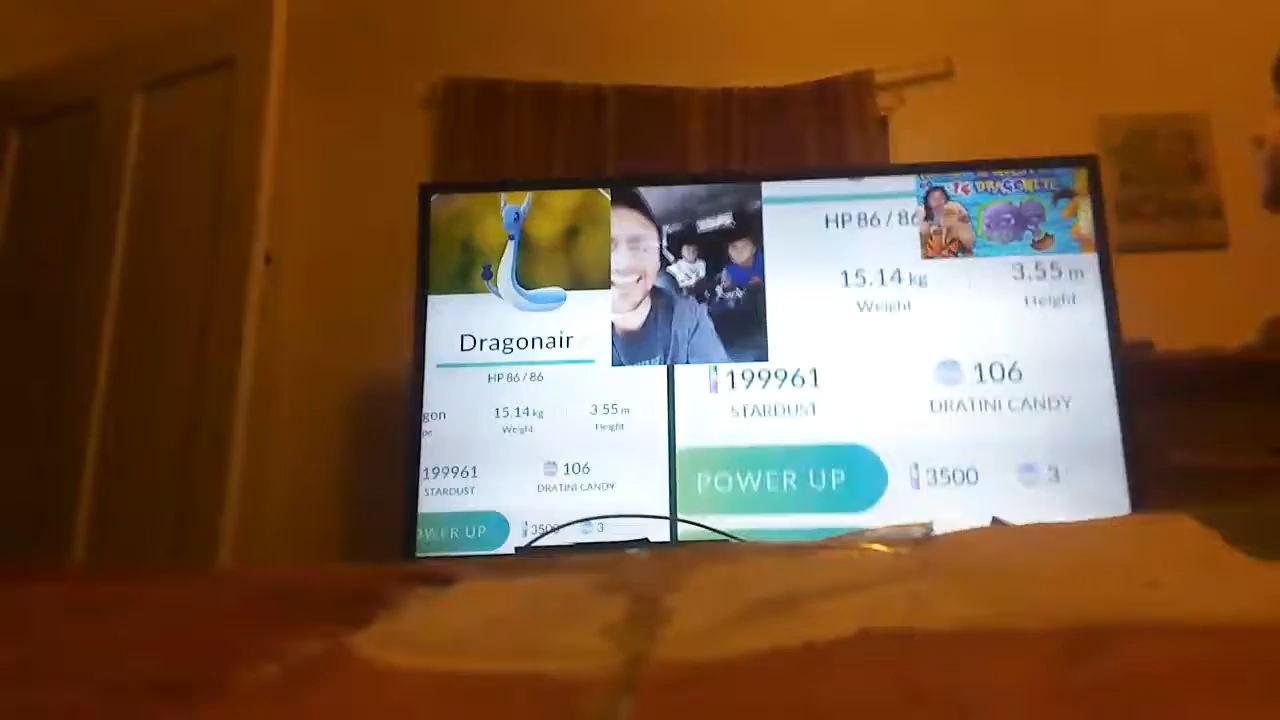 Dragonair
HP 86 / 86
gon
pe
15.14 kg
Weight
3.55 m
Height
199961
STARDUST
106
DRATINI CANDY
OWER UP
3500
3
HP 86 / 86
15.14 kg
Weight
3.55 m
Height
199961
STARDUST
106
DRATINI CANDY
POWER UP
3500
3